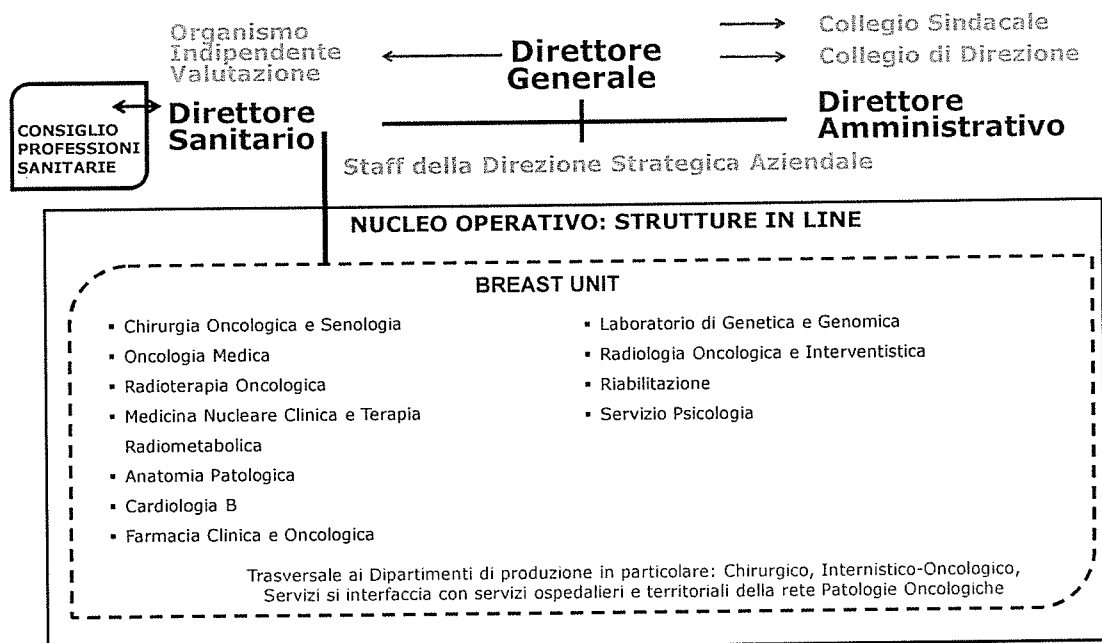 Organismo
Indipendente
Valutazione
Direttore
Generale
Collegio Sindacale
Collegio di Direzione
CONSIGLIO
PROFESSIONI
SANITARIE
Direttore
Sanitario
Direttore
Amministrativo
Staff della Direzione Strategica Aziendale
NUCLEO OPERATIVO: STRUTTURE IN LINE
BREAST UNIT
▪ Chirurgia Oncologica e Senologia
▪ Oncologia Medica
▪ Radioterapia Oncologica
▪ Medicina Nucleare Clinica e Terapia
Radiometabolica
▪ Anatomia Patologica
▪ Cardiologia B
▪ Farmacia Clinica e Oncologica
▪ Laboratorio di Genetica e Genomica
▪ Radiologia Oncologica e Interventistica
▪ Riabilitazione
▪ Servizio Psicologia
Trasversale ai Dipartimenti di produzione in particolare: Chirurgico, Internistico-Oncologico,
Servizi si interfaccia con servizi ospedalieri e territoriali della rete Patologie Oncologiche